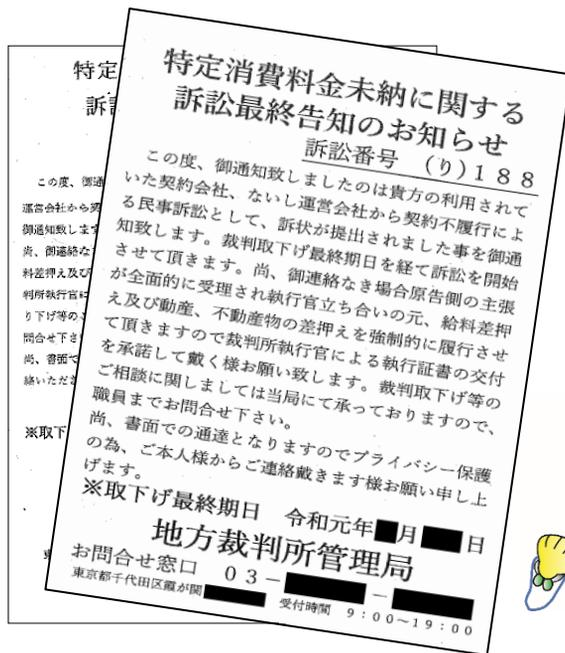 特定消費料金未納に関する
訴訟最終告知のお知らせ
訴訟番号 (り)188
この度、御通知致しましたのは貴方の利用されて
いた契約会社、ないし運営会社から契約不履行によ
る民事訴訟として、訴状が提出されました事を御通
知致します。裁判取下げ最終期日を経て訴訟を開始
させて頂きます。尚、御連絡なき場合原告側の主張
が全面的に受理され執行官立ち合いの元、給料差押
え及び動産、不動産物の差押えを強制的に履行させ
て頂きますので裁判所執行官による執行証書の交付
を承諾して戴く様お願い致します。裁判取下げ等の
ご相談に関しましては当局にて承っておりますので、
職員までお問合せ下さい。
尚、書面での通達となりますのでプライバシー保護
の為、ご本人様からご連絡戴きます様お願い申し上
げます。
※取下げ最終期日 令和元年 月 日
地方裁判所管理局
お問合せ窓口 03− −
東京都千代田区霞が関 受付時間 9:00〜19:00
特定
訴
この度、御通
運営会社から契
御通知致します
尚、御連絡な
料差押え及び
判所執行官に
り下げ等の
問合せ下さ
尚、書面で
絡いただき
※取下